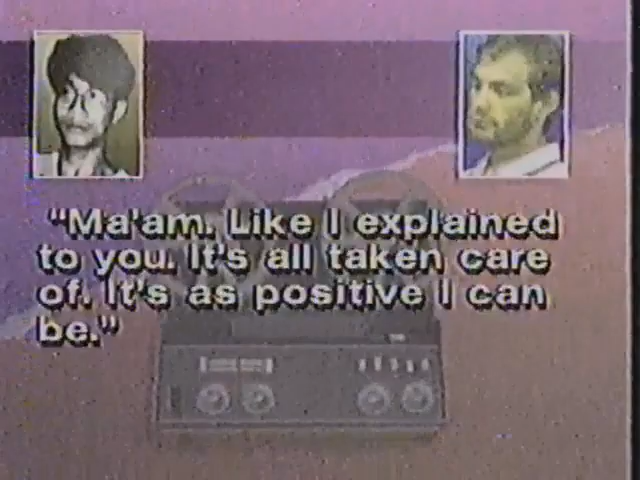 "Ma'am. Like I explained
to you. It's all taken care
of. It's as positive I can
be."